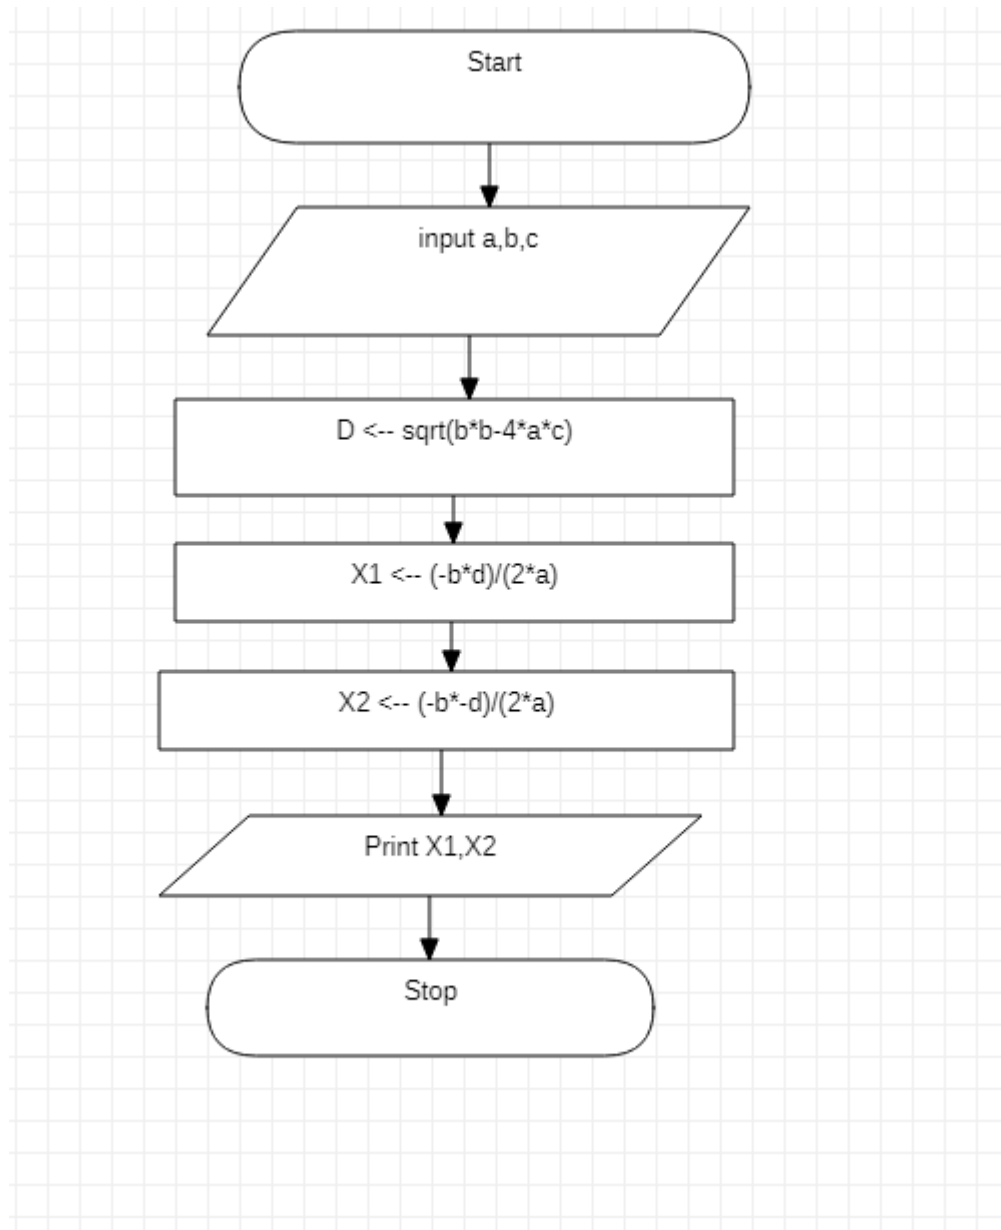 Start
input a,b,c
D <-- sqrt(b*b-4*a*c)
X1 <-- (-b*d)/(2*a)
X2 <-- (-b*-d)/(2*a)
Print X1,X2
Stop